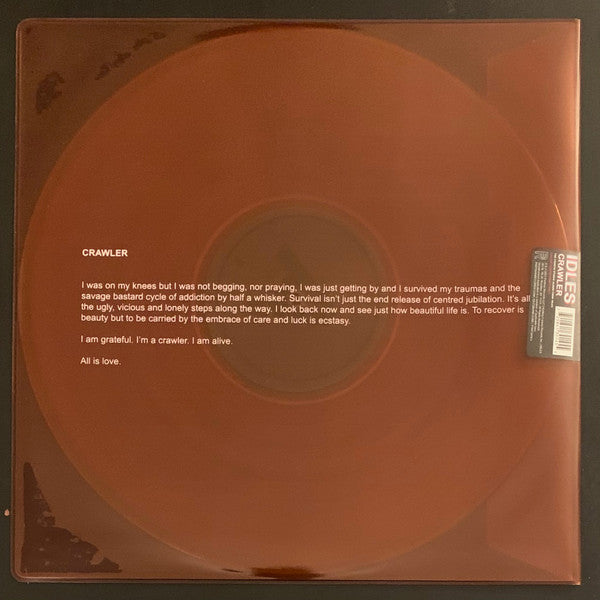 CRAWLER
I was on my knees but I was not begging, nor praying, I was just getting by and I survived my traumas and the
savage bastard cycle of addiction by half a whisker. Survival isn't just the end release of centred jubilation. It's all
the ugly, vicious and lonely steps along the way. I look back now and see just how beautiful life is. To recover is
beauty but to be carried by the embrace of care and luck is ecstasy.
I am grateful. I'm a crawler. I am alive.
All is love.
IDLES
CRAWLER